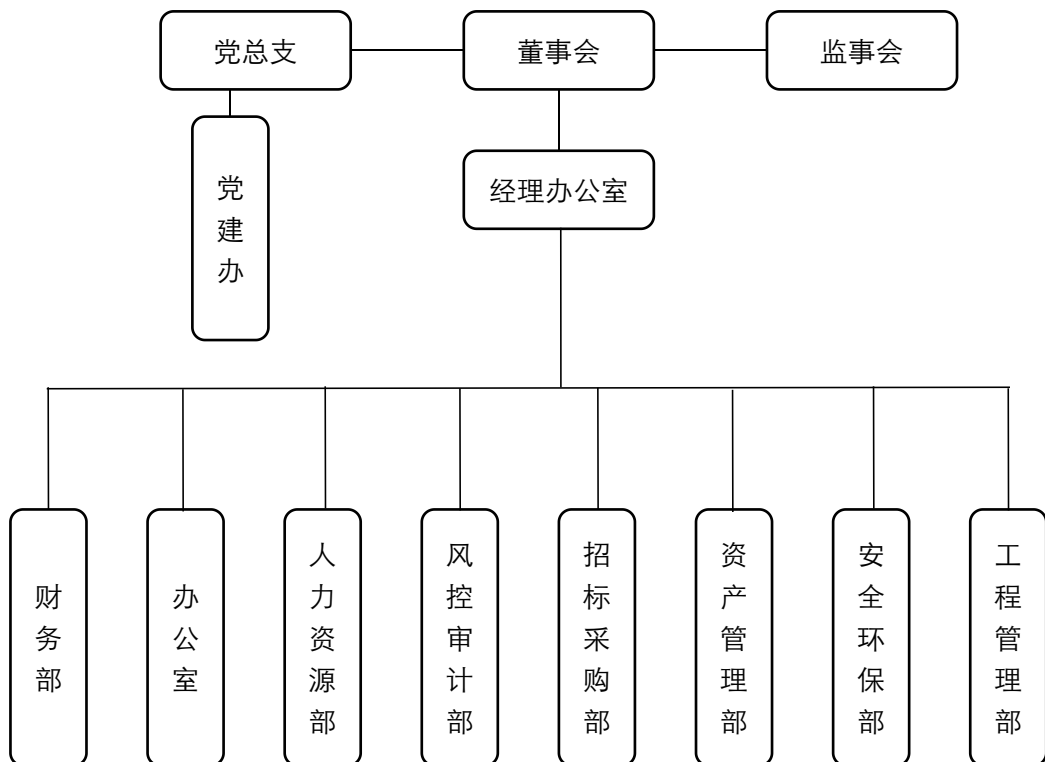 党总支
董事会
监事会
党建办
经理办公室
财务部
办公室
人力资源部
风控审计部
招标采购部
资产管理部
安全环保部
工程管理部